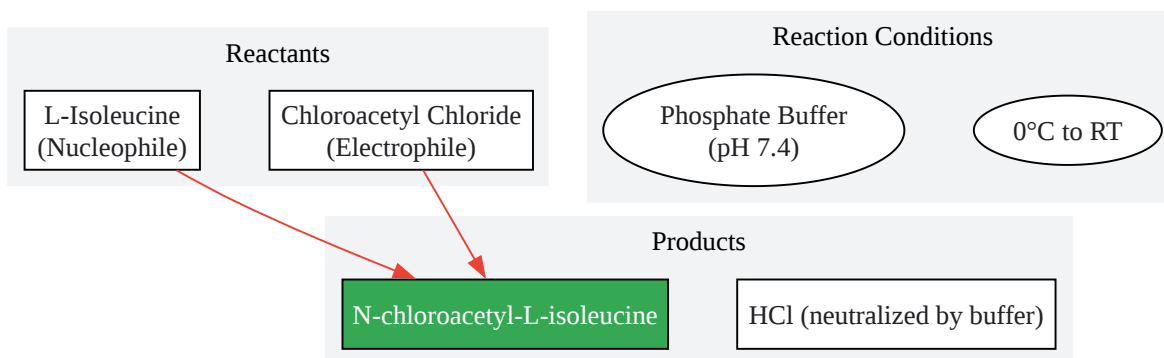 Reactants
L-Isoleucine
(Nucleophile)
Chloroacetyl Chloride
(Electrophile)
Reaction Conditions
Phosphate Buffer
(pH 7.4)
0°C to RT
Products
N-chloroacetyl-L-isoleucine
HCl (neutralized by buffer)